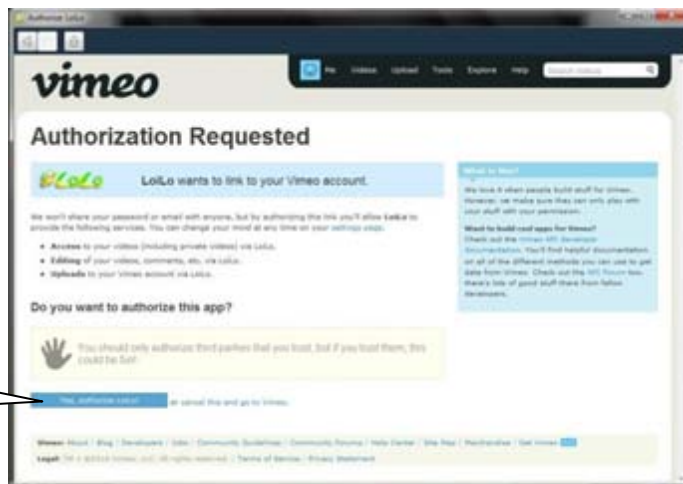 Authorize LoiLo
vimeo
Me Videos Upload Tools Explore Help
Authorization Requested
LoiLo
LoiLo wants to link to your Vimeo account.
We won't share your password or email with anyone, but by authorizing the link you'll allow LoiLo to
provide the following services. You can change your mind at any time on your settings page.
• Access to your videos (including private videos) via LoiLo.
• Editing of your videos, comments, etc. via LoiLo.
• Uploads to your Vimeo account via LoiLo.
Do you want to authorize this app?
You should only authorize third parties that you trust, but if you trust them, this
could be fun!
Yes, authorize LoiLo!
or cancel this and go to Vimeo.
What is this?
We love it when people build stuff for Vimeo.
However, we make sure they can only play with
your stuff with your permission.
Want to build cool apps for Vimeo?
Check out the Vimeo API Developer
Documentation. You'll find helpful documentation
on all of the different methods you can use to get
data from Vimeo. Check out the API Forum too,
there's lots of good stuff there from fellow
developers.
Vimeo: About / Blog / Developers / Jobs / Community Guidelines / Community Forums / Help Center / Site Map / Merchandise / Get Vimeo
Legal: Vimeo, LLC. All rights reserved. / Terms of Service / Privacy Statement